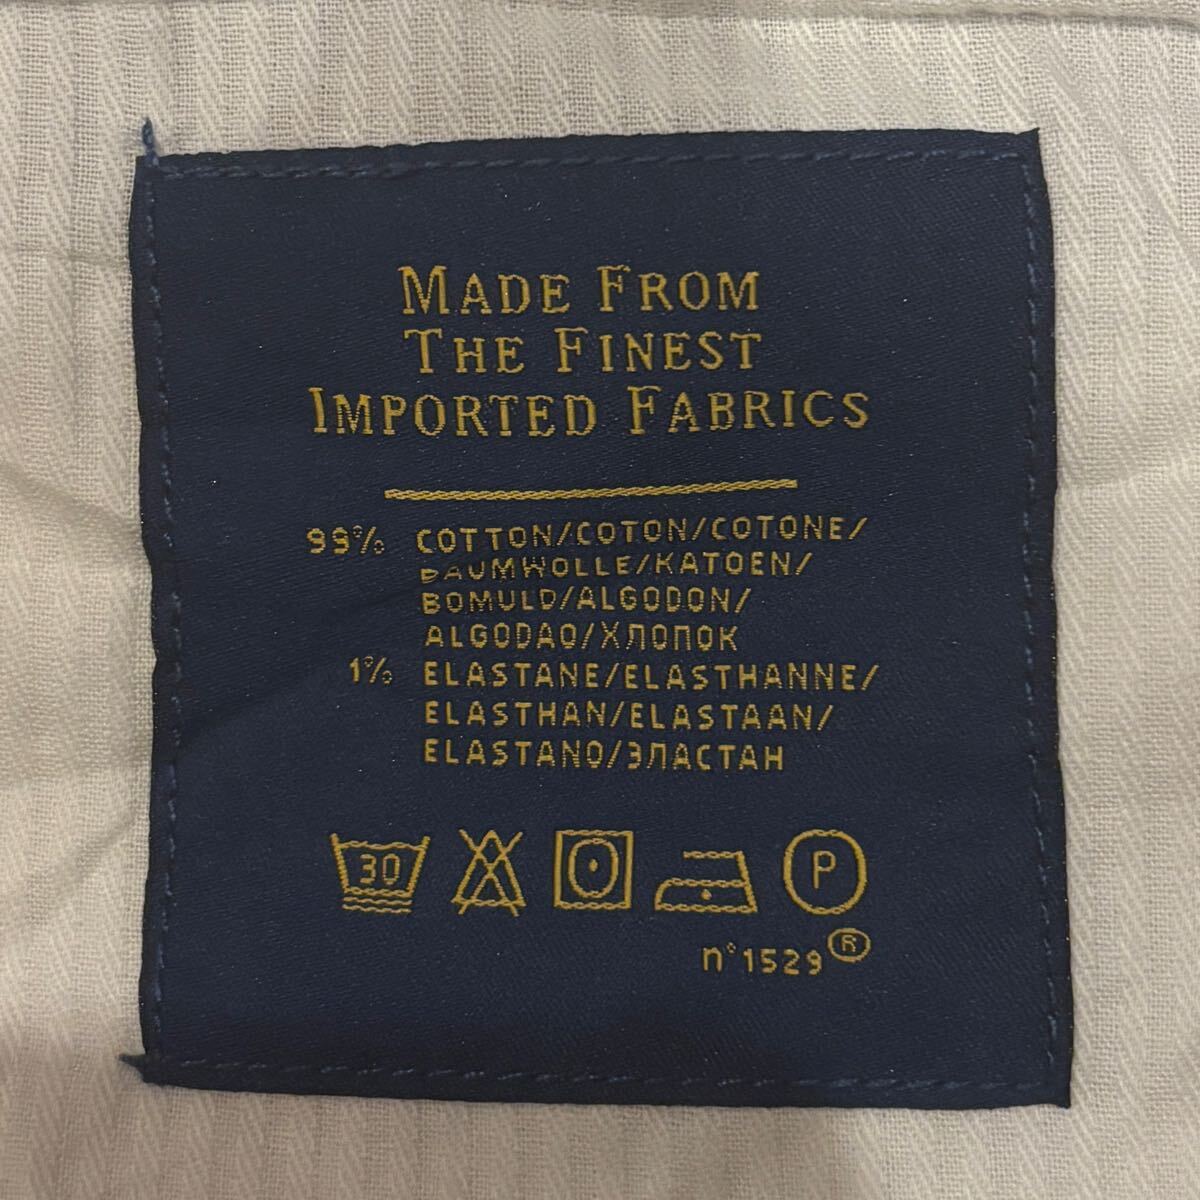 MADE FROM
THE FINEST
IMPORTED FABRICS
99% COTTON/COTON/COTONE/
BAUMWOLLE/KATOEN/
BOMULD/ALGODON/
ALGODAO/ХЛОПОК
1% ELASTANE/ELASTHANNE/
ELASTHAN/ELASTAAN/
ELASTANO/ЭЛАСТАН
30 P
n°1529®